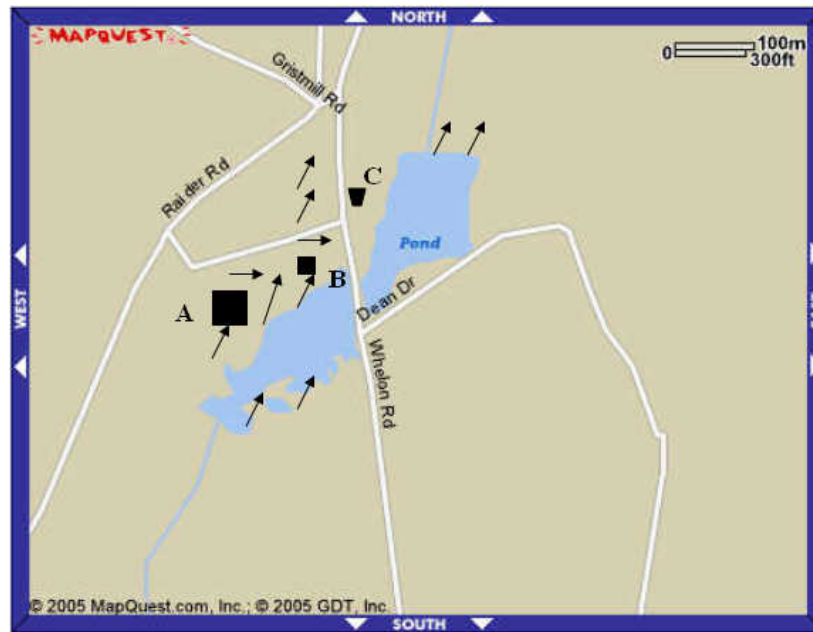 NORTH
MAPQUEST
0
100m
300ft
Gristmill Rd
Raider Rd
C
Pond
WEST
A
B
Dean Dr
Whelon Rd
© 2005 MapQuest.com, Inc.; © 2005 GDT, Inc.
SOUTH